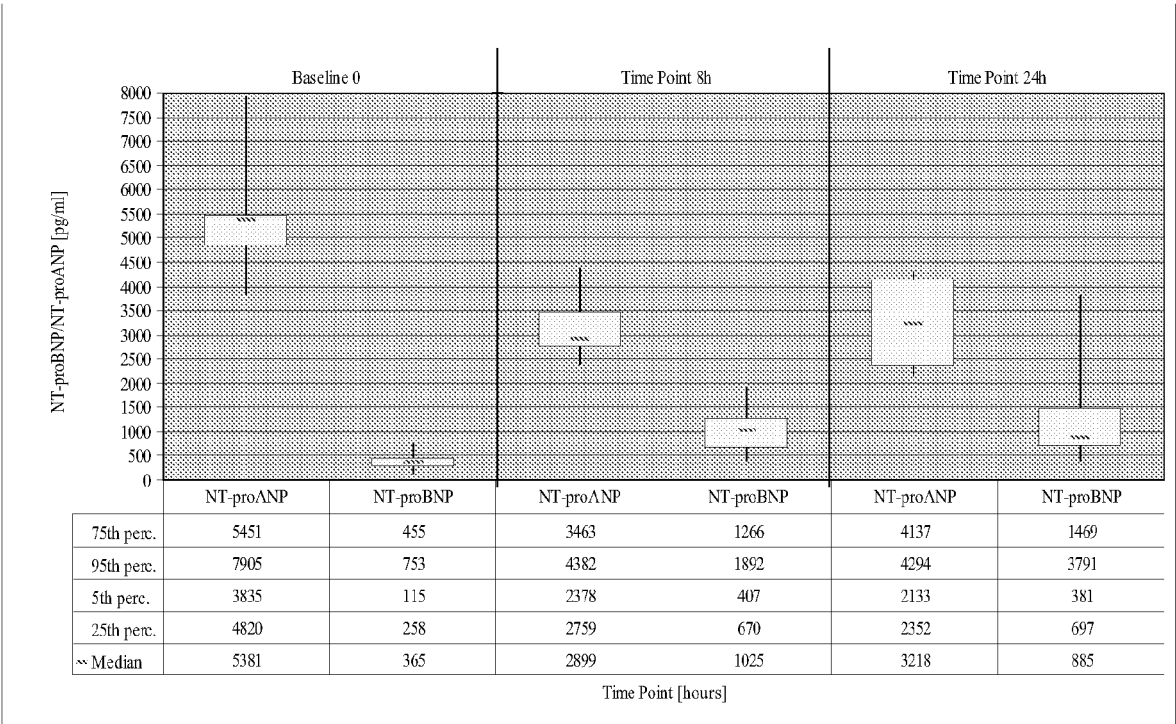 Baseline 0 Time Point 8h Time Point 24h
8000
7500
7000
6500
6000
5500
5000
4500
4000
3500
3000
2500
2000
1500
1000
500
0
NT-proBNP/NT-proANP [pg/ml]
NT-proANP NT-proBNP NT-proANP NT-proBNP NT-proANP NT-proBNP
75th perc. 5451 455 3463 1266 4137 1469
95th perc. 7905 753 4382 1892 4294 3791
5th perc. 3835 115 2378 407 2133 381
25th perc. 4820 258 2759 670 2352 697
Median 5381 365 2899 1025 3218 885
Time Point [hours]